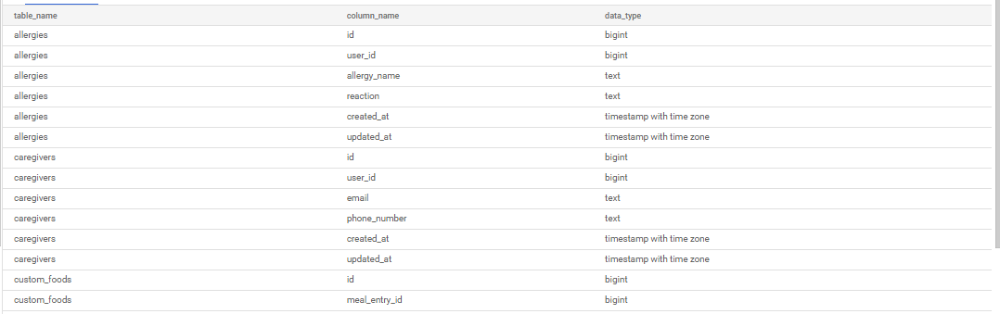 table_name column_name data_type
allergies id bigint
allergies user_id bigint
allergies allergy_name text
allergies reaction text
allergies created_at timestamp with time zone
allergies updated_at timestamp with time zone
caregivers id bigint
caregivers user_id bigint
caregivers email text
caregivers phone_number text
caregivers created_at timestamp with time zone
caregivers updated_at timestamp with time zone
custom_foods id bigint
custom_foods meal_entry_id bigint